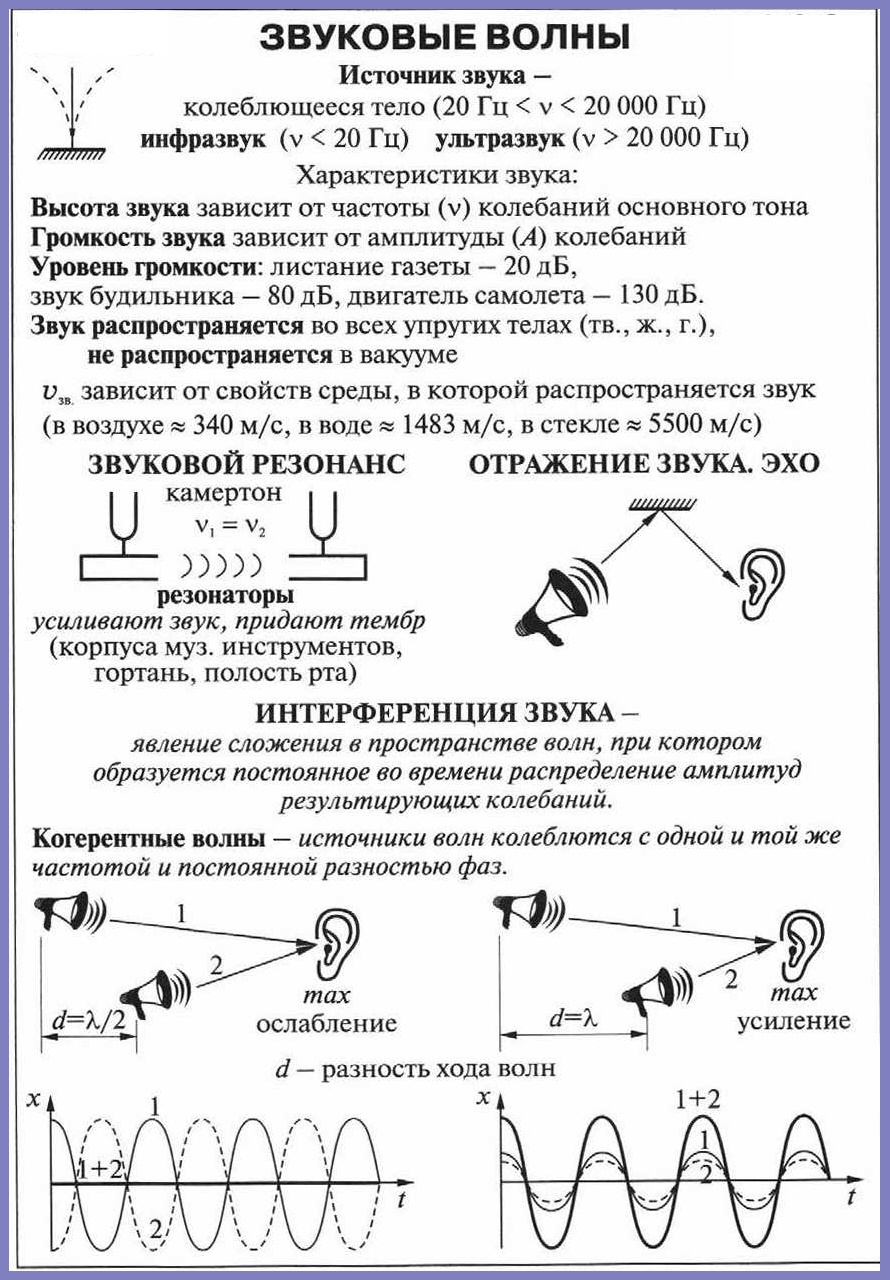 ЗВУКОВЫЕ ВОЛНЫ
Источник звука –
колеблющееся тело (20 Гц < ν < 20 000 Гц)
инфразвук (ν < 20 Гц) ультразвук (ν > 20 000 Гц)
Характеристики звука:
Высота звука зависит от частоты (ν) колебаний основного тона
Громкость звука зависит от амплитуды (A) колебаний
Уровень громкости: листание газеты – 20 дБ,
звук будильника – 80 дБ, двигатель самолета – 130 дБ.
Звук распространяется во всех упругих телах (тв., ж., г.),
не распространяется в вакууме
υзв. зависит от свойств среды, в которой распространяется звук
(в воздухе ≈ 340 м/с, в воде ≈ 1483 м/с, в стекле ≈ 5500 м/с)
ЗВУКОВОЙ РЕЗОНАНС
камертон
ν₁ = ν₂
резонаторы
усиливают звук, придают тембр
(корпуса муз. инструментов,
гортань, полость рта)
ОТРАЖЕНИЕ ЗВУКА. ЭХО
ИНТЕРФЕРЕНЦИЯ ЗВУКА –
явление сложения в пространстве волн, при котором
образуется постоянное во времени распределение амплитуд
результирующих колебаний.
Когерентные волны – источники волн колеблются с одной и той же
частотой и постоянной разностью фаз.
1
2
d=λ/2
max
ослабление
1
2
d=λ
max
усиление
d – разность хода волн
x
1
1+2
2
t
x
1+2
1
2
t